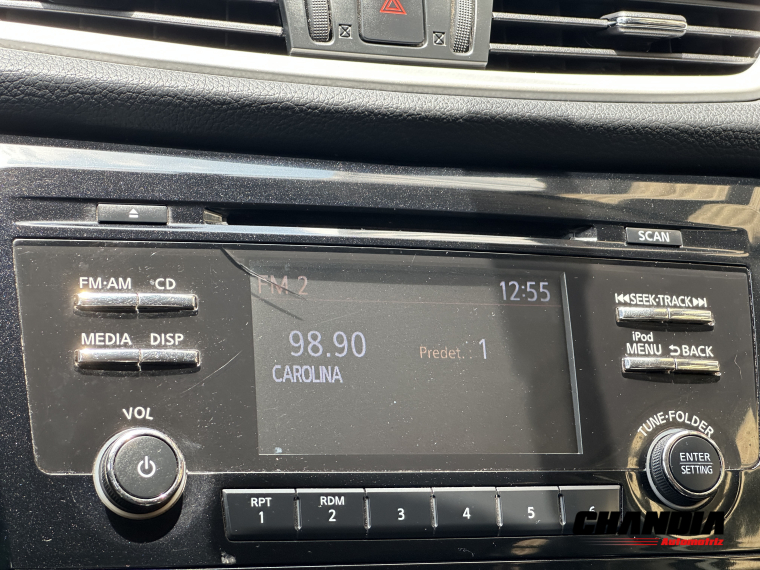 SCAN
FM·AM CD
FM 2 12:55
SEEK·TRACK
MEDIA DISP
98.90 Predet. : 1
CAROLINA
iPod
MENU BACK
VOL
TUNE·FOLDER
ENTER
SETTING
RPT
1
RDM
2
3
4
5
6
CHANDIA
Automotriz